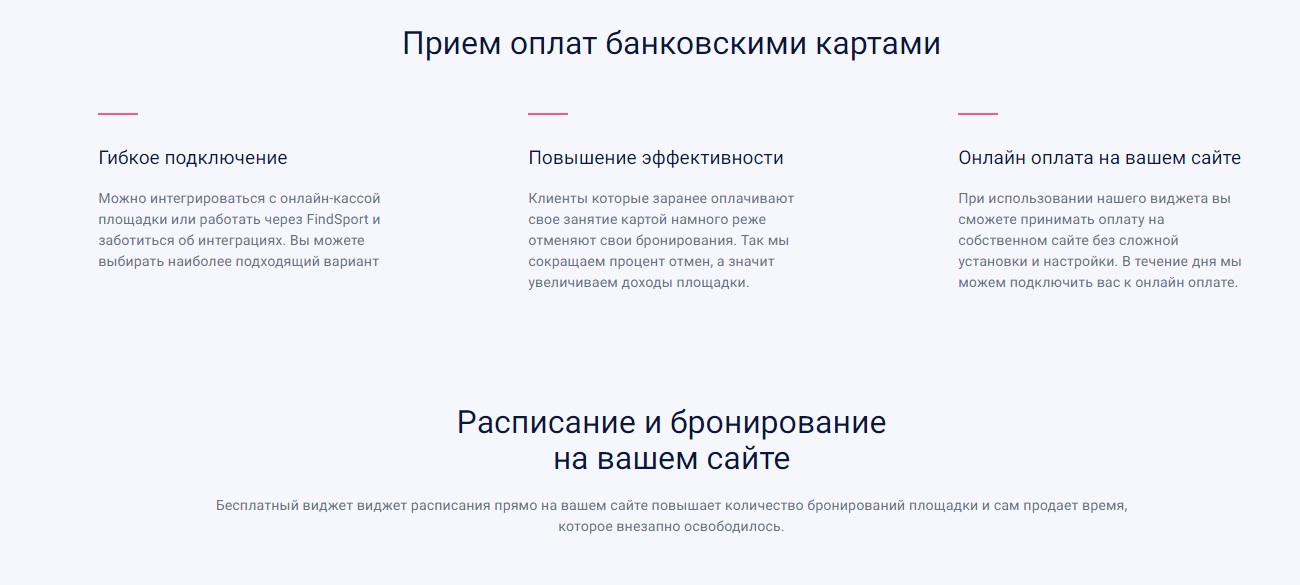 Прием оплат банковскими картами
Гибкое подключение
Можно интегрироваться с онлайн-кассой
площадки или работать через FindSport и
заботиться об интеграциях. Вы можете
выбирать наиболее подходящий вариант
Повышение эффективности
Клиенты которые заранее оплачивают
свое занятие картой намного реже
отменяют свои бронирования. Так мы
сокращаем процент отмен, а значит
увеличиваем доходы площадки.
Онлайн оплата на вашем сайте
При использовании нашего виджета вы
сможете принимать оплату на
собственном сайте без сложной
установки и настройки. В течение дня мы
можем подключить вас к онлайн оплате.
Расписание и бронирование
на вашем сайте
Бесплатный виджет виджет расписания прямо на вашем сайте повышает количество бронирований площадки и сам продает время,
которое внезапно освободилось.